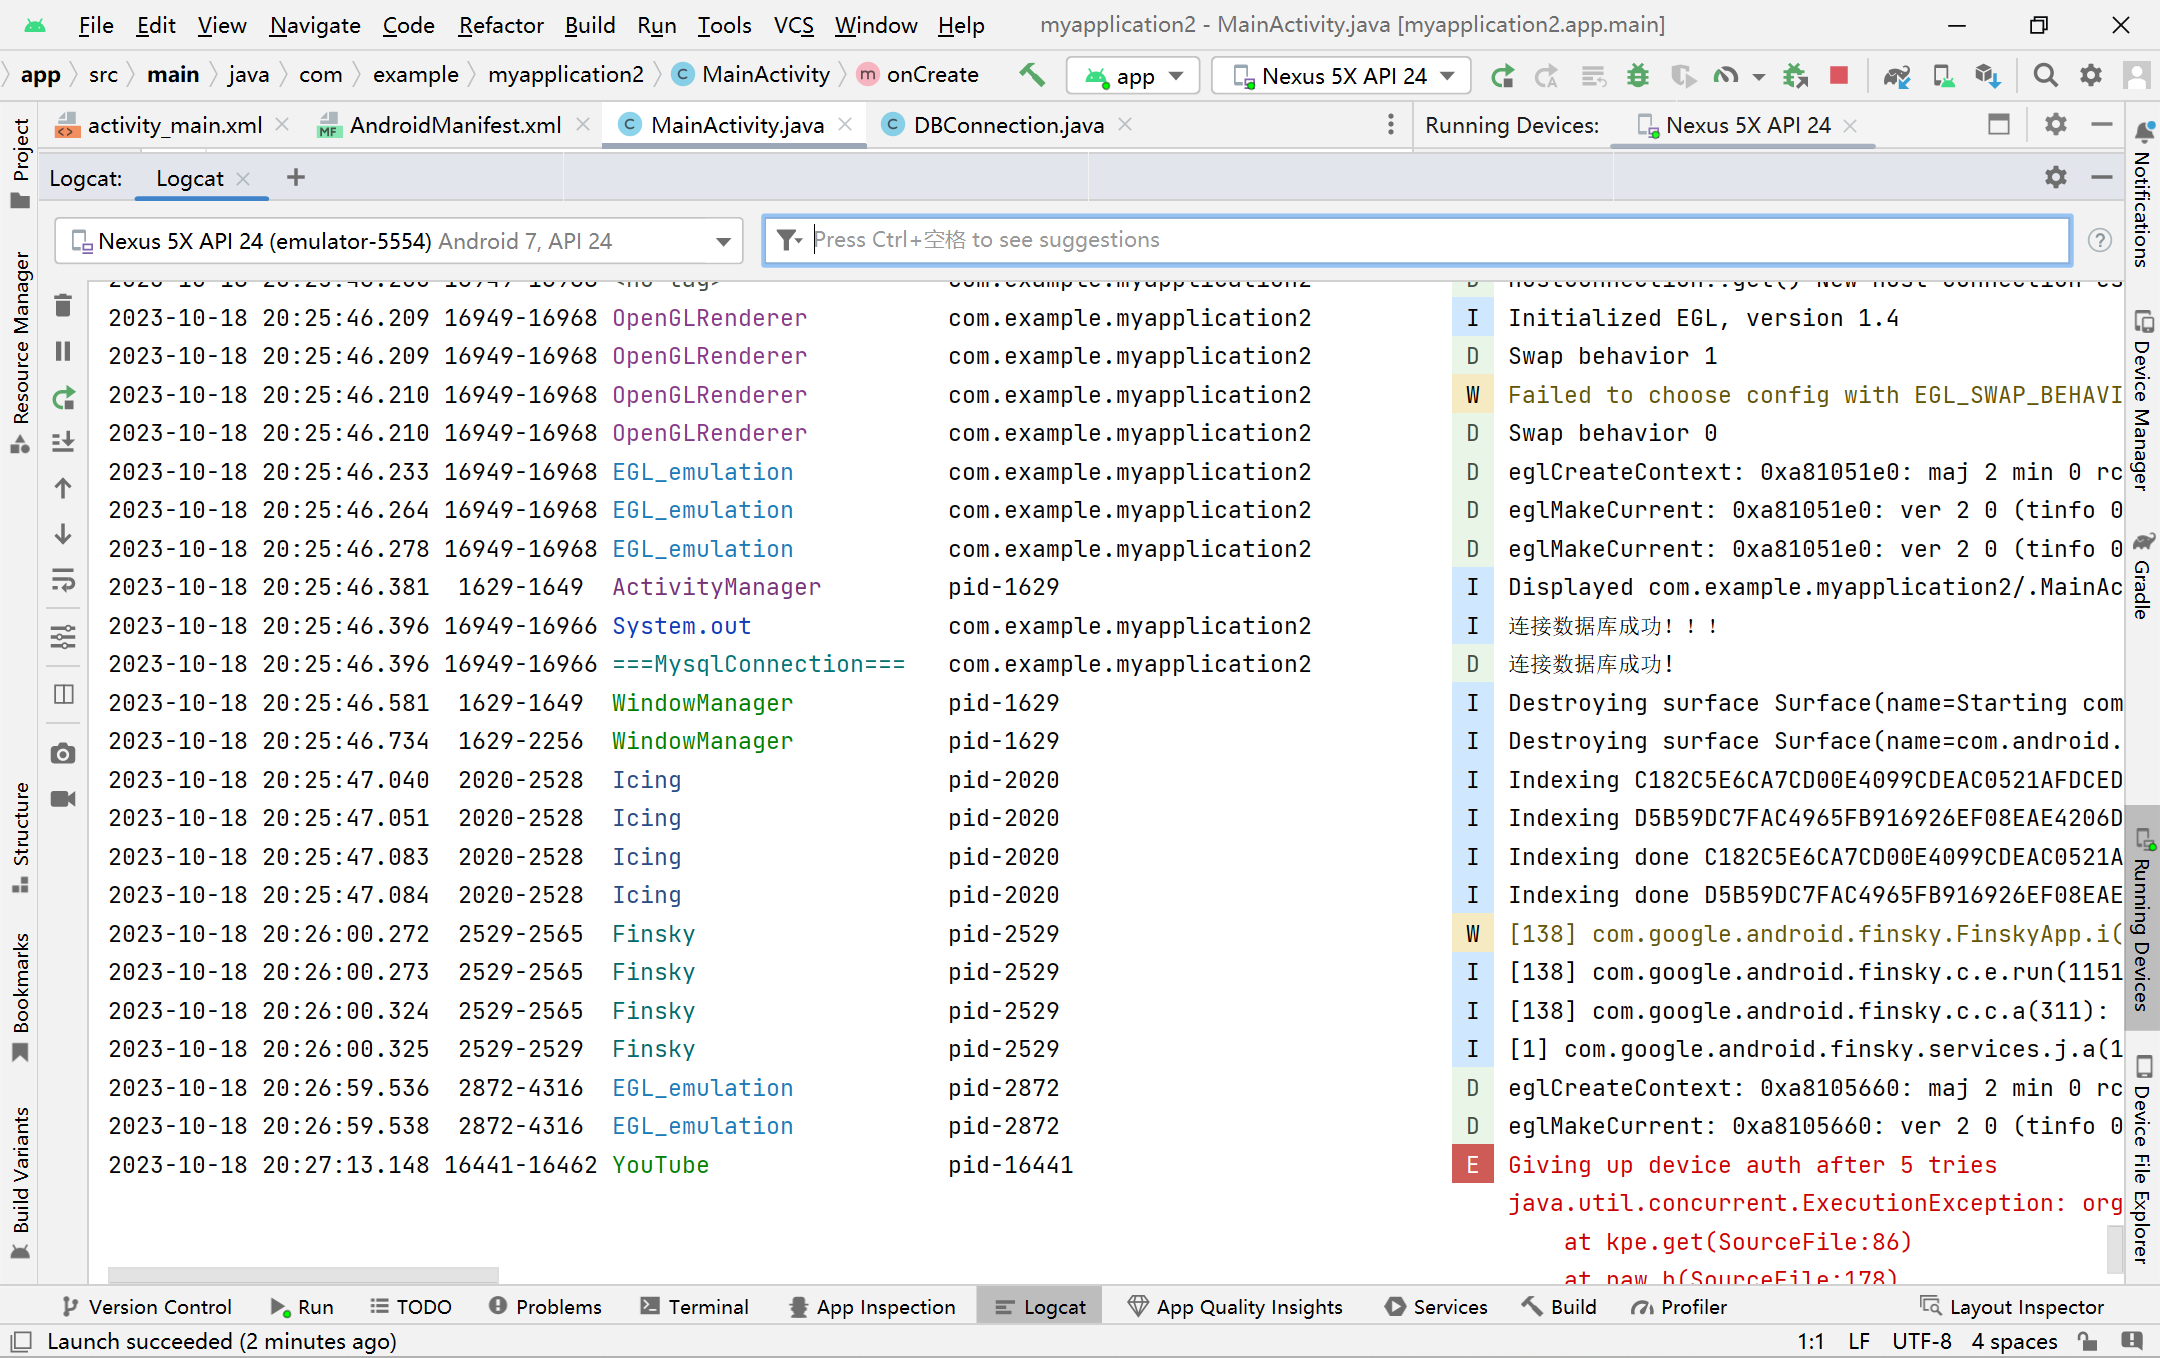 File Edit View Navigate Code Refactor Build Run Tools VCS Window Help myapplication2 - MainActivity.java [myapplication2.app.main]
app src main java com example myapplication2 C MainActivity m onCreate app Nexus 5X API 24
activity_main.xml AndroidManifest.xml MainActivity.java DBConnection.java Running Devices: Nexus 5X API 24
Logcat: Logcat
Nexus 5X API 24 (emulator-5554) Android 7, API 24 Press Ctrl+空格 to see suggestions
2023-10-18 20:25:46.209 16949-16968 OpenGLRenderer com.example.myapplication2 I Initialized EGL, version 1.4
2023-10-18 20:25:46.209 16949-16968 OpenGLRenderer com.example.myapplication2 D Swap behavior 1
2023-10-18 20:25:46.210 16949-16968 OpenGLRenderer com.example.myapplication2 W Failed to choose config with EGL_SWAP_BEHAVI
2023-10-18 20:25:46.210 16949-16968 OpenGLRenderer com.example.myapplication2 D Swap behavior 0
2023-10-18 20:25:46.233 16949-16968 EGL_emulation com.example.myapplication2 D eglCreateContext: 0xa81051e0: maj 2 min 0 rc
2023-10-18 20:25:46.264 16949-16968 EGL_emulation com.example.myapplication2 D eglMakeCurrent: 0xa81051e0: ver 2 0 (tinfo 0
2023-10-18 20:25:46.278 16949-16968 EGL_emulation com.example.myapplication2 D eglMakeCurrent: 0xa81051e0: ver 2 0 (tinfo 0
2023-10-18 20:25:46.381 1629-1649 ActivityManager pid-1629 I Displayed com.example.myapplication2/.MainAc
2023-10-18 20:25:46.396 16949-16966 System.out com.example.myapplication2 I 连接数据库成功！！！
2023-10-18 20:25:46.396 16949-16966 ===MysqlConnection=== com.example.myapplication2 D 连接数据库成功!
2023-10-18 20:25:46.581 1629-1649 WindowManager pid-1629 I Destroying surface Surface(name=Starting com
2023-10-18 20:25:46.734 1629-2256 WindowManager pid-1629 I Destroying surface Surface(name=com.android.
2023-10-18 20:25:47.040 2020-2528 Icing pid-2020 I Indexing C182C5E6CA7CD00E4099CDEAC0521AFDCED
2023-10-18 20:25:47.051 2020-2528 Icing pid-2020 I Indexing D5B59DC7FAC4965FB916926EF08EAE4206D
2023-10-18 20:25:47.083 2020-2528 Icing pid-2020 I Indexing done C182C5E6CA7CD00E4099CDEAC0521A
2023-10-18 20:25:47.084 2020-2528 Icing pid-2020 I Indexing done D5B59DC7FAC4965FB916926EF08EAE
2023-10-18 20:26:00.272 2529-2565 Finsky pid-2529 W [138] com.google.android.finsky.FinskyApp.i(
2023-10-18 20:26:00.273 2529-2565 Finsky pid-2529 I [138] com.google.android.finsky.c.e.run(1151
2023-10-18 20:26:00.324 2529-2565 Finsky pid-2529 I [138] com.google.android.finsky.c.c.a(311):
2023-10-18 20:26:00.325 2529-2529 Finsky pid-2529 I [1] com.google.android.finsky.services.j.a(1
2023-10-18 20:26:59.536 2872-4316 EGL_emulation pid-2872 D eglCreateContext: 0xa8105660: maj 2 min 0 rc
2023-10-18 20:26:59.538 2872-4316 EGL_emulation pid-2872 D eglMakeCurrent: 0xa8105660: ver 2 0 (tinfo 0
2023-10-18 20:27:13.148 16441-16462 YouTube pid-16441 E Giving up device auth after 5 tries
java.util.concurrent.ExecutionException: org
at kpe.get(SourceFile:86)
at naw.h(SourceFile:178)
Project
Resource Manager
Structure
Bookmarks
Build Variants
Notifications
Device Manager
Gradle
Running Devices
Device File Explorer
Version Control Run TODO Problems Terminal App Inspection Logcat App Quality Insights Services Build Profiler Layout Inspector
Launch succeeded (2 minutes ago) 1:1 LF UTF-8 4 spaces